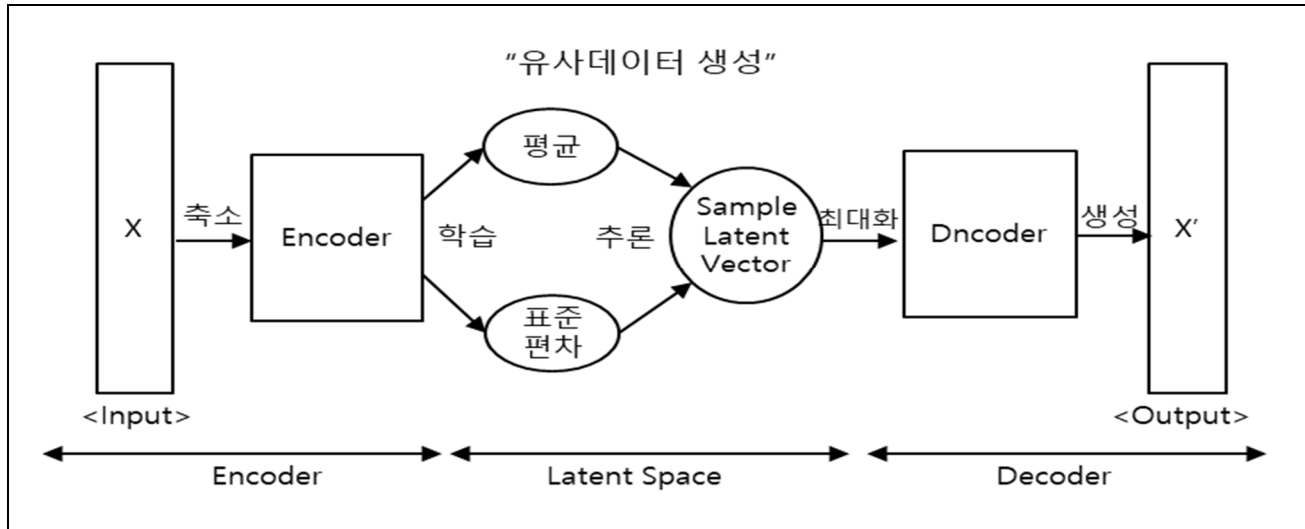 "유사데이터 생성"
X
축소
Encoder
학습
평균
표준
편차
추론
Sample
Latent
Vector
최대화
Dncoder
생성
X'
<Input>
<Output>
Encoder
Latent Space
Decoder